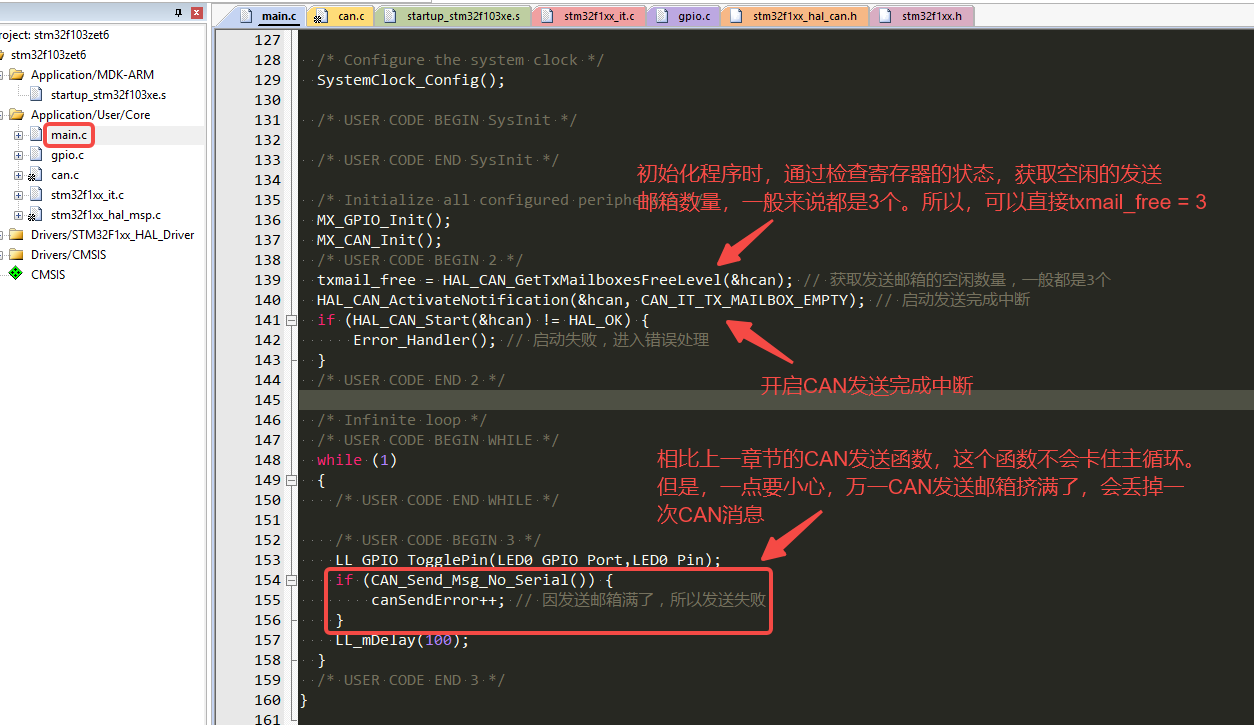 roject: stm32f103zet6
stm32f103zet6
Application/MDK-ARM
startup_stm32f103xe.s
Application/User/Core
main.c
gpio.c
can.c
stm32f1xx_it.c
stm32f1xx_hal_msp.c
Drivers/STM32F1xx_HAL_Driver
Drivers/CMSIS
CMSIS
main.c can.c startup_stm32f103xe.s stm32f1xx_it.c gpio.c stm32f1xx_hal_can.h stm32f1xx.h
127
128 /* Configure the system clock */
129 SystemClock_Config();
130
131 /* USER CODE BEGIN SysInit */
132
133 /* USER CODE END SysInit */
134
初始化程序时，通过检查寄存器的状态，获取空闲的发送
邮箱数量，一般来说都是3个。所以，可以直接txmail_free = 3
135 /* Initialize all configured periphe
136 MX_GPIO_Init();
137 MX_CAN_Init();
138 /* USER CODE BEGIN 2 */
139 txmail_free = HAL_CAN_GetTxMailboxesFreeLevel(&hcan); // 获取发送邮箱的空闲数量，一般都是3个
140 HAL_CAN_ActivateNotification(&hcan, CAN_IT_TX_MAILBOX_EMPTY); // 启动发送完成中断
141 if (HAL_CAN_Start(&hcan) != HAL_OK) {
142 Error_Handler(); // 启动失败，进入错误处理
143 }
144 /* USER CODE END 2 */
开启CAN发送完成中断
145
146 /* Infinite loop */
147 /* USER CODE BEGIN WHILE */
148 while (1)
149 {
150 /* USER CODE END WHILE */
151
相比上一章节的CAN发送函数，这个函数不会卡住主循环。
但是，一点要小心，万一CAN发送邮箱挤满了，会丢掉一
次CAN消息
152 /* USER CODE BEGIN 3 */
153 LL_GPIO_TogglePin(LED0_GPIO_Port,LED0_Pin);
154 if (CAN_Send_Msg_No_Serial()) {
155 canSendError++; // 因发送邮箱满了，所以发送失败
156 }
157 LL_mDelay(100);
158 }
159 /* USER CODE END 3 */
160 }
161